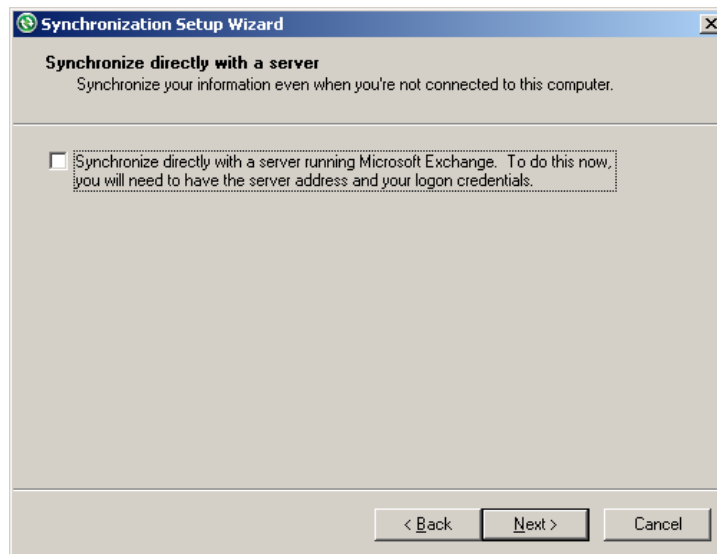 Synchronization Setup Wizard
Synchronize directly with a server
Synchronize your information even when you're not connected to this computer.
Synchronize directly with a server running Microsoft Exchange.  To do this now,
you will need to have the server address and your logon credentials.
< Back
Next >
Cancel